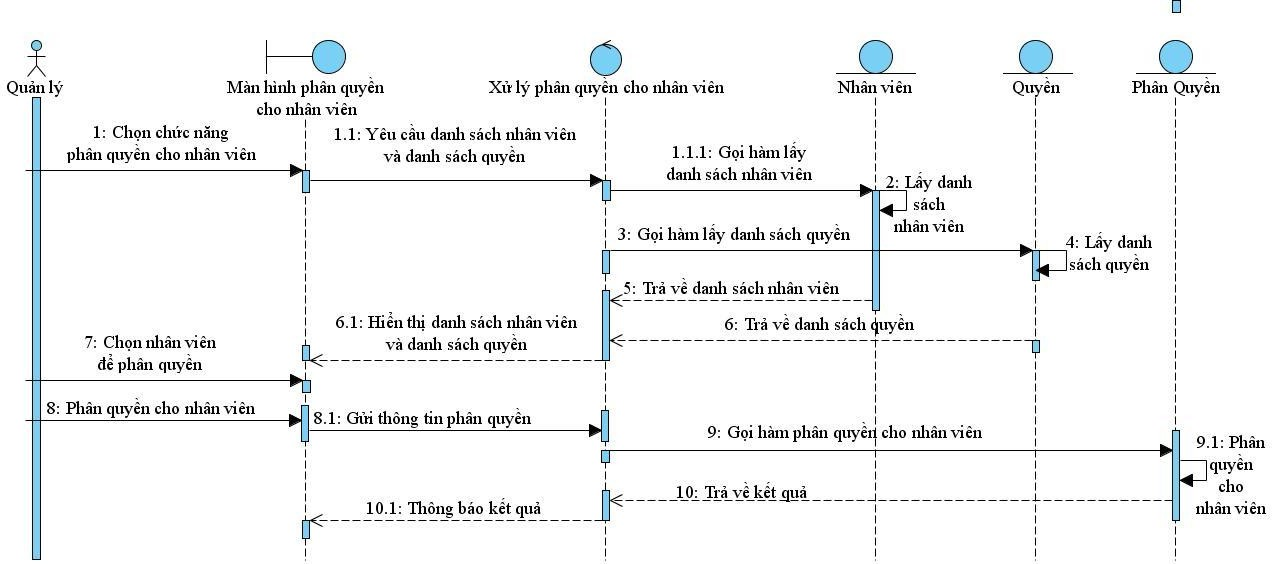 Quản lý
Màn hình phân quyền
cho nhân viên
Xử lý phân quyền cho nhân viên
Nhân viên
Quyền
Phân Quyền
1: Chọn chức năng
phân quyền cho nhân viên
1.1: Yêu cầu danh sách nhân viên
và danh sách quyền
1.1.1: Gọi hàm lấy
danh sách nhân viên
2: Lấy danh
sách
nhân viên
3: Gọi hàm lấy danh sách quyền
4: Lấy danh
sách quyền
5: Trả về danh sách nhân viên
6: Trả về danh sách quyền
6.1: Hiển thị danh sách nhân viên
và danh sách quyền
7: Chọn nhân viên
để phân quyền
8: Phân quyền cho nhân viên
8.1: Gửi thông tin phân quyền
9: Gọi hàm phân quyền cho nhân viên
9.1: Phân
quyền
cho
nhân viên
10: Trả về kết quả
10.1: Thông báo kết quả